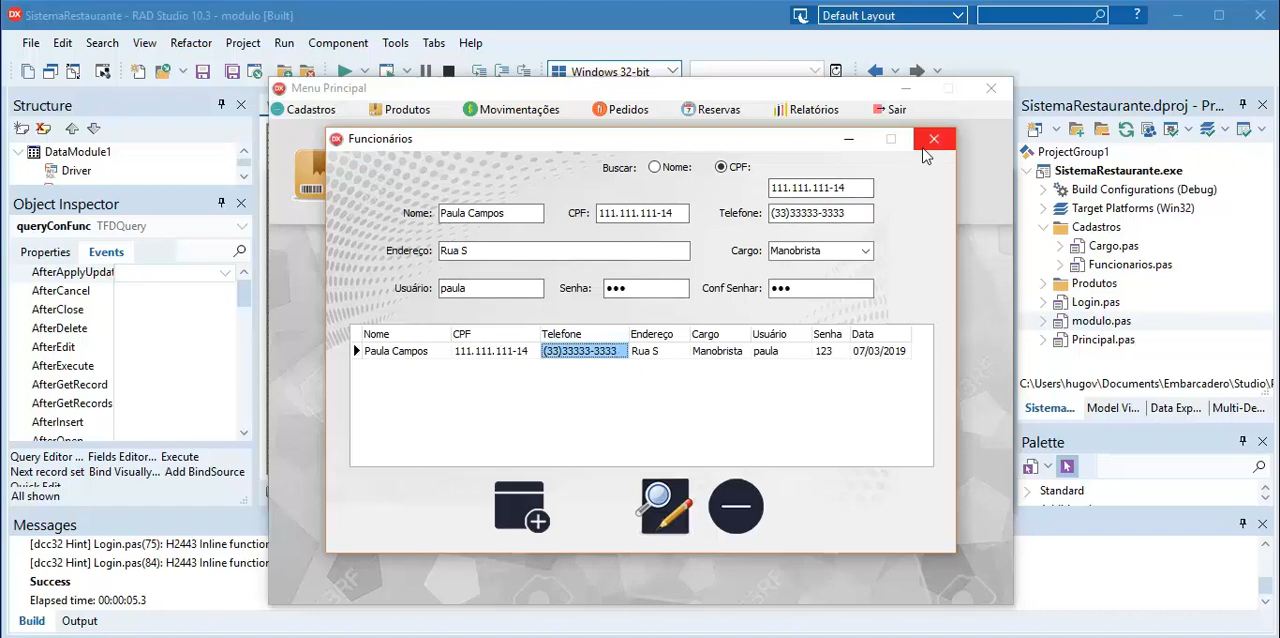 SistemaRestaurante - RAD Studio 10.3 - modulo [Built]
Default Layout
?
File Edit Search View Refactor Project Run Component Tools Tabs Help
Windows 32-bit
Structure
DataModule1
Driver
Object Inspector
queryConFunc TFDQuery
Properties Events
AfterApplyUpdat
AfterCancel
AfterClose
AfterDelete
AfterEdit
AfterExecute
AfterGetRecord
AfterGetRecords
AfterInsert
AfterOpen
Query Editor ... Fields Editor... Execute
Next record set Bind Visually... Add BindSource
Quick Edit
All shown
Messages
[dcc32 Hint] Login.pas(75): H2443 Inline function
[dcc32 Hint] Login.pas(84): H2443 Inline function
Success
Elapsed time: 00:00:05.3
Build Output
Menu Principal
Cadastros Produtos Movimentações Pedidos Reservas Relatórios Sair
Funcionários
Buscar: Nome: CPF:
111.111.111-14
Nome: Paula Campos CPF: 111.111.111-14 Telefone: (33)33333-3333
Endereço: Rua S Cargo: Manobrista
Usuário: paula Senha: ●●● Conf Senhar: ●●●
Nome CPF Telefone Endereço Cargo Usuário Senha Data
Paula Campos 111.111.111-14 (33)33333-3333 Rua S Manobrista paula 123 07/03/2019
SistemaRestaurante.dproj - Pr...
ProjectGroup1
SistemaRestaurante.exe
Build Configurations (Debug)
Target Platforms (Win32)
Cadastros
Cargo.pas
Funcionarios.pas
Produtos
Login.pas
modulo.pas
Principal.pas
C:\Users\hugov\Documents\Embarcadero\Studio\F
Sistema... Model Vi... Data Exp... Multi-De...
Palette
Standard